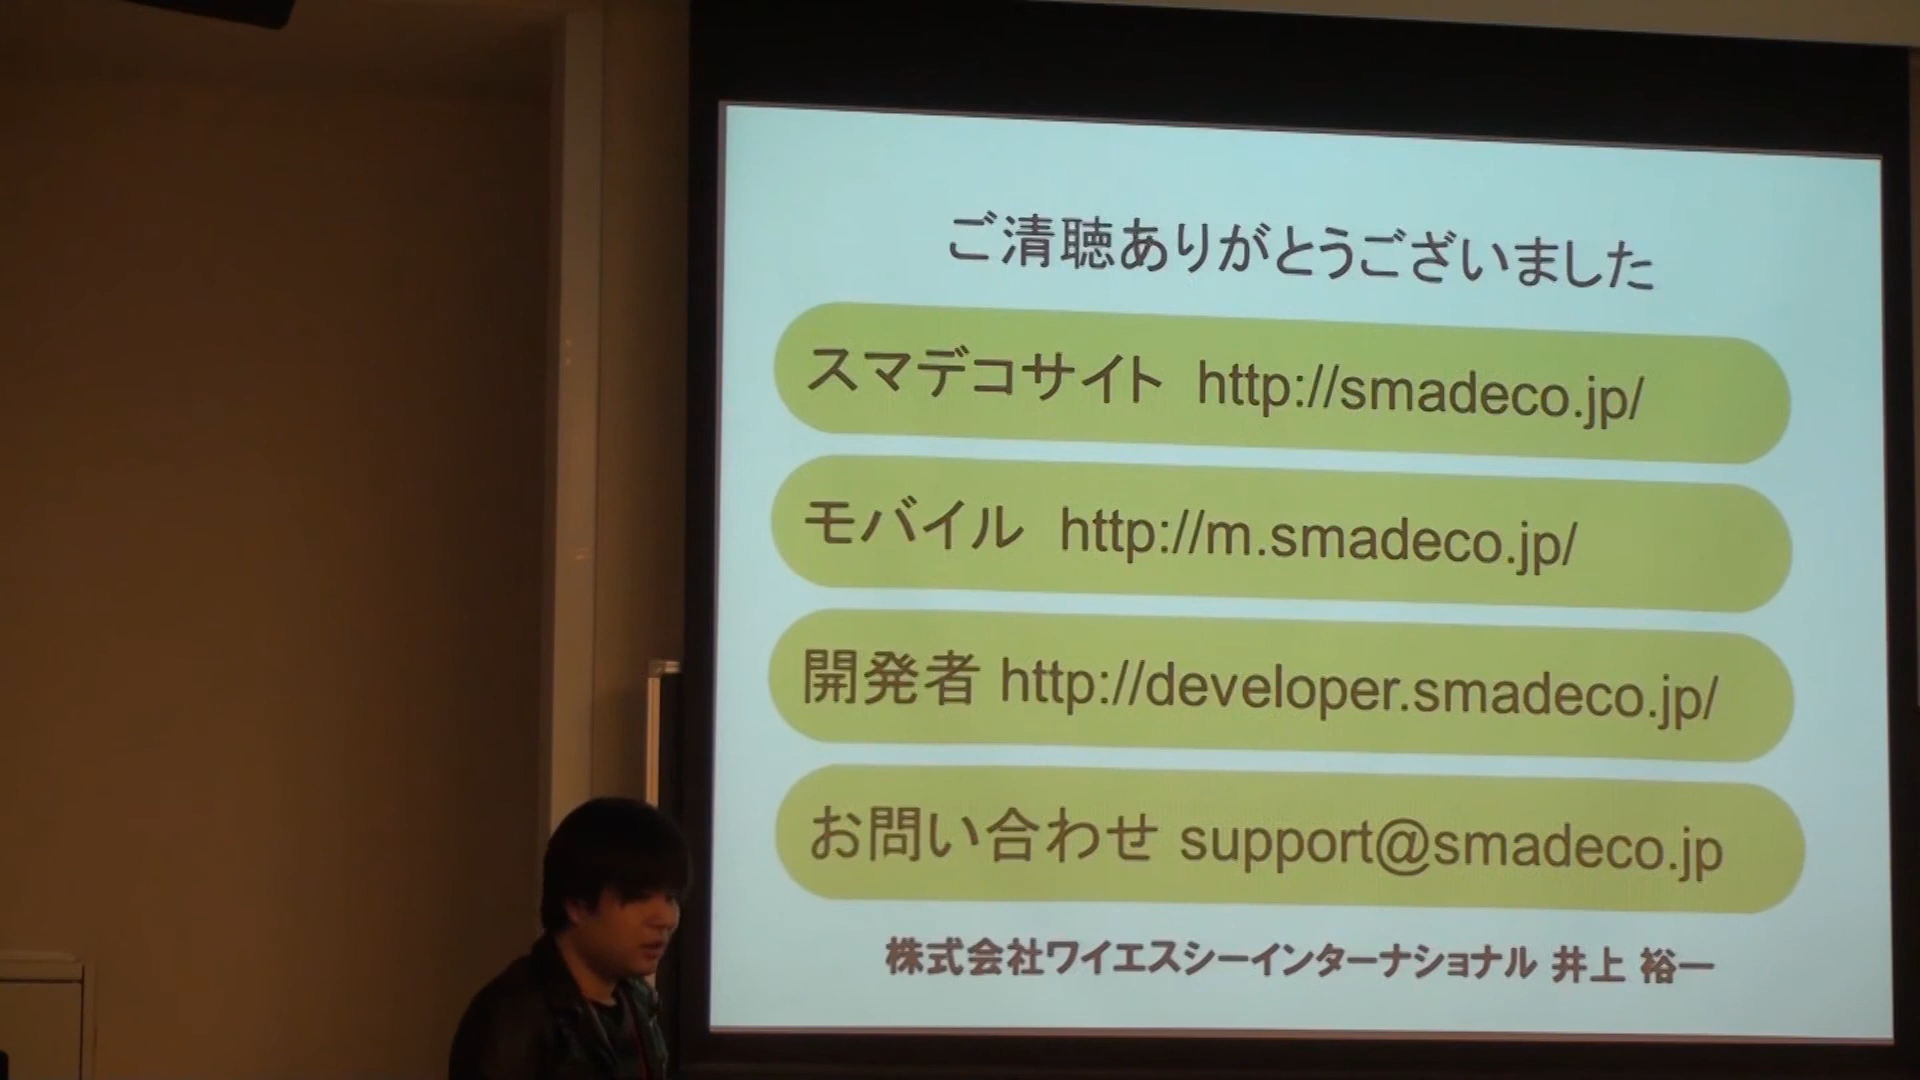 ご清聴ありがとうございました
スマデコサイト http://smadeco.jp/
モバイル http://m.smadeco.jp/
開発者 http://developer.smadeco.jp/
お問い合わせ support@smadeco.jp
株式会社ワイエスシーインターナショナル 井上 裕一